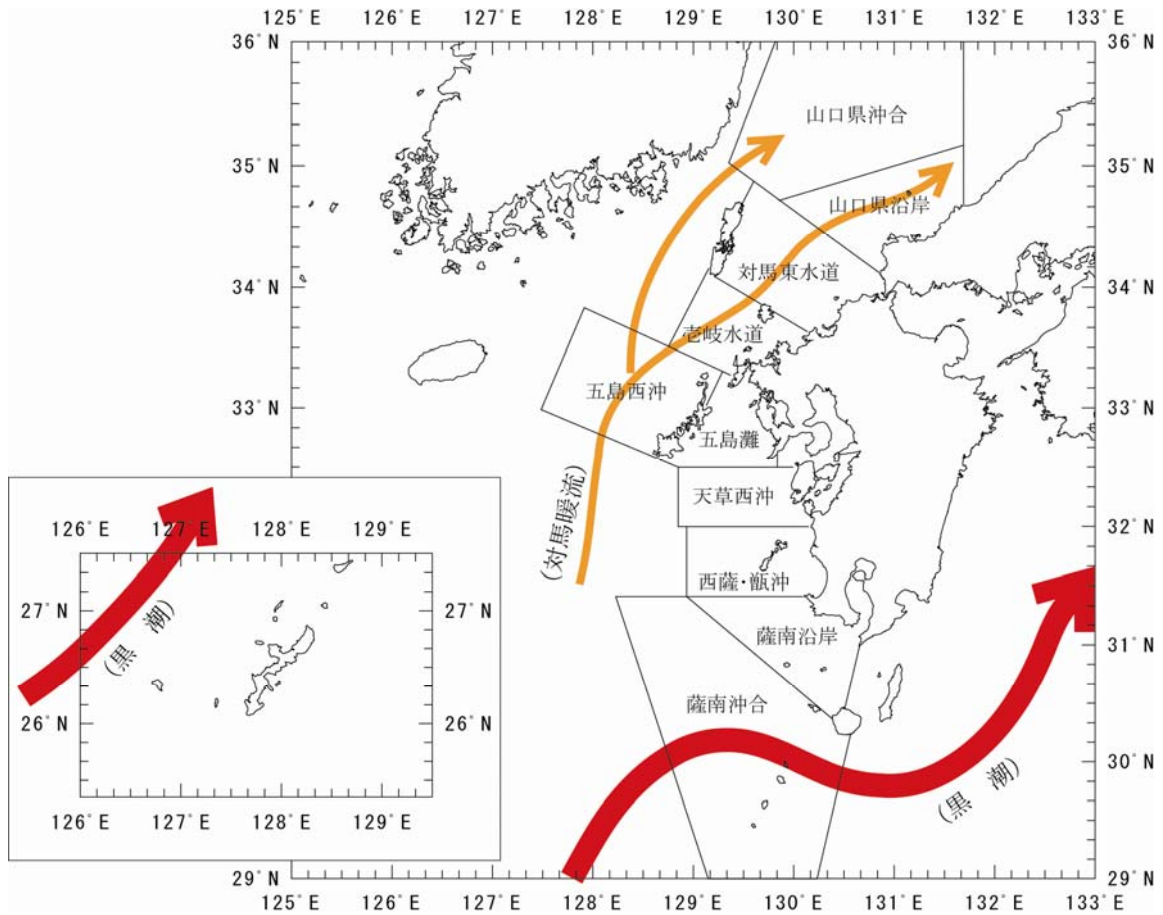 125°E 126°E 127°E 128°E 129°E 130°E 131°E 132°E 133°E
36°N 36°N
山口県沖合
35°N 35°N
山口県沿岸
対馬東水道
34°N 34°N
壱岐水道
五島西沖
33°N 33°N
五島灘
天草西沖
(対馬暖流)
32°N 32°N
西薩・甑沖
薩南沿岸
31°N
薩南沖合
30°N
(黒潮)
29°N 29°N
125°E 126°E 127°E 128°E 129°E 130°E 131°E 132°E 133°E
126°E 127°E 128°E 129°E
27°N 27°N
(黒潮)
26°N 26°N
126°E 127°E 128°E 129°E